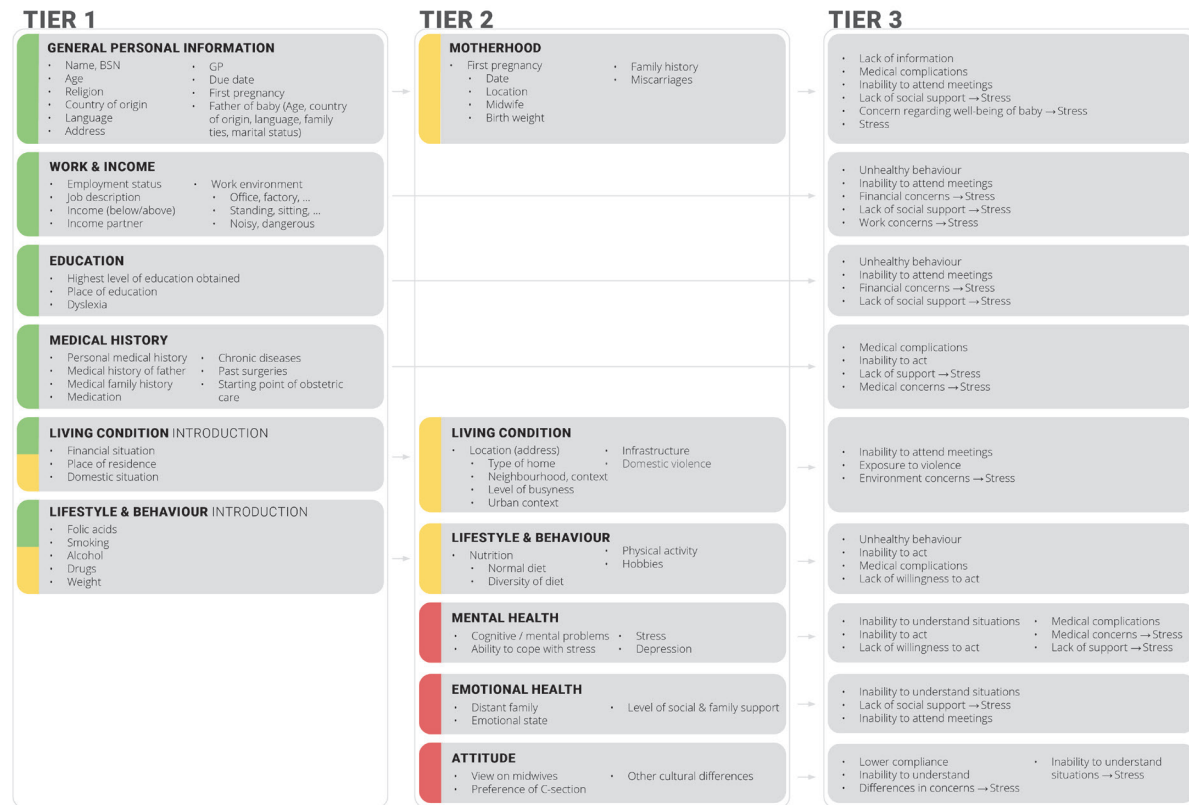 TIER 1
GENERAL PERSONAL INFORMATION
• Name, BSN
• Age
• Religion
• Country of origin
• Language
• Address
• GP
• Due date
• First pregnancy
• Father of baby (Age, country
of origin, language, family
ties, marital status)
WORK & INCOME
• Employment status
• Job description
• Income (below/above)
• Income partner
• Work environment
• Office, factory, ...
• Standing, sitting, ...
• Noisy, dangerous
EDUCATION
• Highest level of education obtained
• Place of education
• Dyslexia
MEDICAL HISTORY
• Personal medical history
• Medical history of father
• Medical family history
• Medication
• Chronic diseases
• Past surgeries
• Starting point of obstetric
care
LIVING CONDITION INTRODUCTION
• Financial situation
• Place of residence
• Domestic situation
LIFESTYLE & BEHAVIOUR INTRODUCTION
• Folic acids
• Smoking
• Alcohol
• Drugs
• Weight
TIER 2
MOTHERHOOD
• First pregnancy
• Date
• Location
• Midwife
• Birth weight
• Family history
• Miscarriages
LIVING CONDITION
• Location (address)
• Type of home
• Neighbourhood, context
• Level of busyness
• Urban context
• Infrastructure
• Domestic violence
LIFESTYLE & BEHAVIOUR
• Nutrition
• Normal diet
• Diversity of diet
• Physical activity
• Hobbies
MENTAL HEALTH
• Cognitive / mental problems
• Ability to cope with stress
• Stress
• Depression
EMOTIONAL HEALTH
• Distant family
• Emotional state
• Level of social & family support
ATTITUDE
• View on midwives
• Preference of C-section
• Other cultural differences
TIER 3
• Lack of information
• Medical complications
• Inability to attend meetings
• Lack of social support → Stress
• Concern regarding well-being of baby → Stress
• Stress
• Unhealthy behaviour
• Inability to attend meetings
• Financial concerns → Stress
• Lack of social support → Stress
• Work concerns → Stress
• Unhealthy behaviour
• Inability to attend meetings
• Financial concerns → Stress
• Lack of social support → Stress
• Medical complications
• Inability to act
• Lack of support → Stress
• Medical concerns → Stress
• Inability to attend meetings
• Exposure to violence
• Environment concerns → Stress
• Unhealthy behaviour
• Inability to act
• Medical complications
• Lack of willingness to act
• Inability to understand situations
• Inability to act
• Lack of willingness to act
• Medical complications
• Medical concerns → Stress
• Lack of support → Stress
• Inability to understand situations
• Lack of social support → Stress
• Inability to attend meetings
• Lower compliance
• Inability to understand
• Differences in concerns → Stress
• Inability to understand
situations → Stress